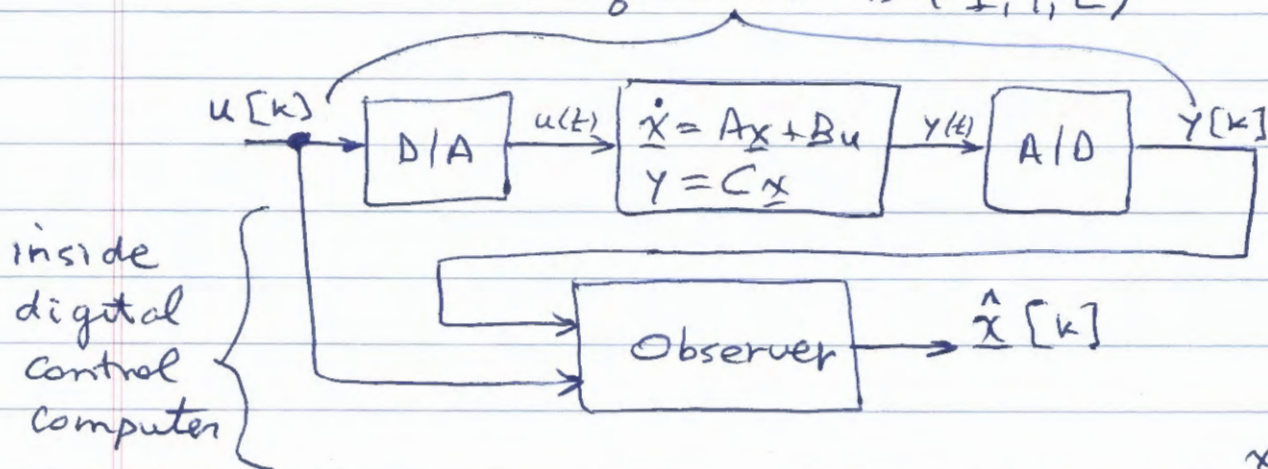 u[k]
D/A
u(t)
ẋ = Ax + Bu
y = Cx
y(t)
A/D
y[k]
inside
digital
control
computer
Observer
x̂[k]